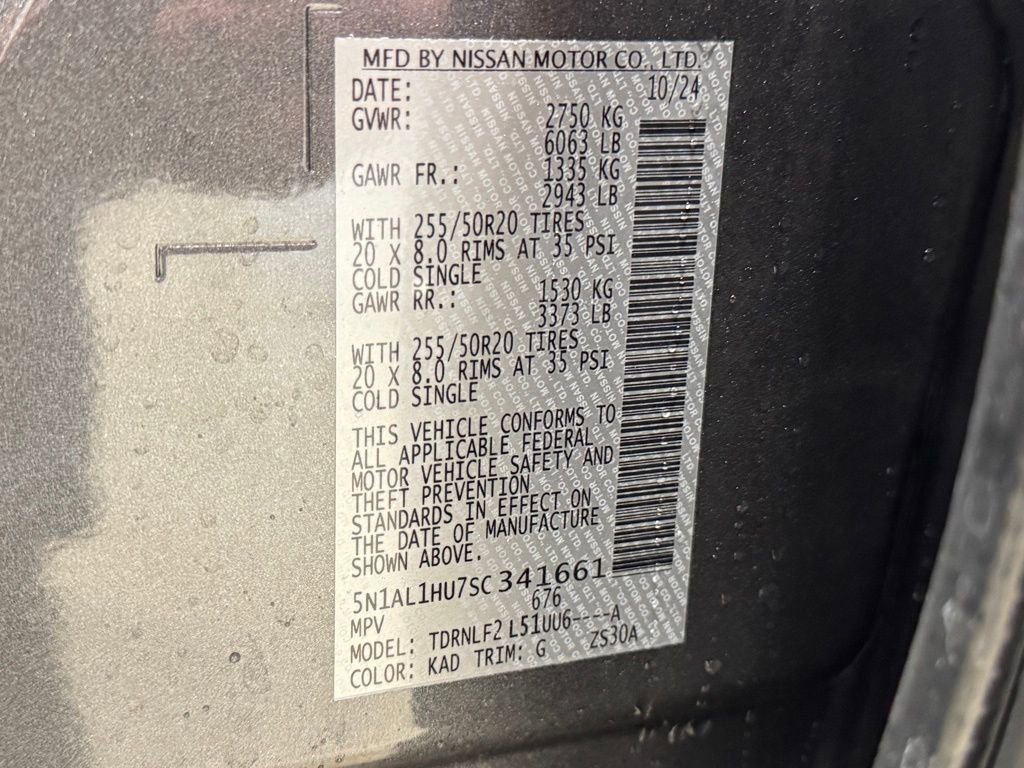 MFD BY NISSAN MOTOR CO., LTD.
DATE: 10/24
GVWR: 2750 KG
6063 LB
GAWR FR.: 1335 KG
2943 LB
WITH 255/50R20 TIRES
20 X 8.0 RIMS AT 35 PSI
COLD SINGLE
GAWR RR.: 1530 KG
3373 LB
WITH 255/50R20 TIRES
20 X 8.0 RIMS AT 35 PSI
COLD SINGLE
THIS VEHICLE CONFORMS TO
ALL APPLICABLE FEDERAL
MOTOR VEHICLE SAFETY AND
THEFT PREVENTION
STANDARDS IN EFFECT ON
THE DATE OF MANUFACTURE
SHOWN ABOVE.
5N1AL1HU7SC341661
MPV 676
MODEL: TDRNLF2 L51UU6----A
COLOR: KAD TRIM: G ZS30A